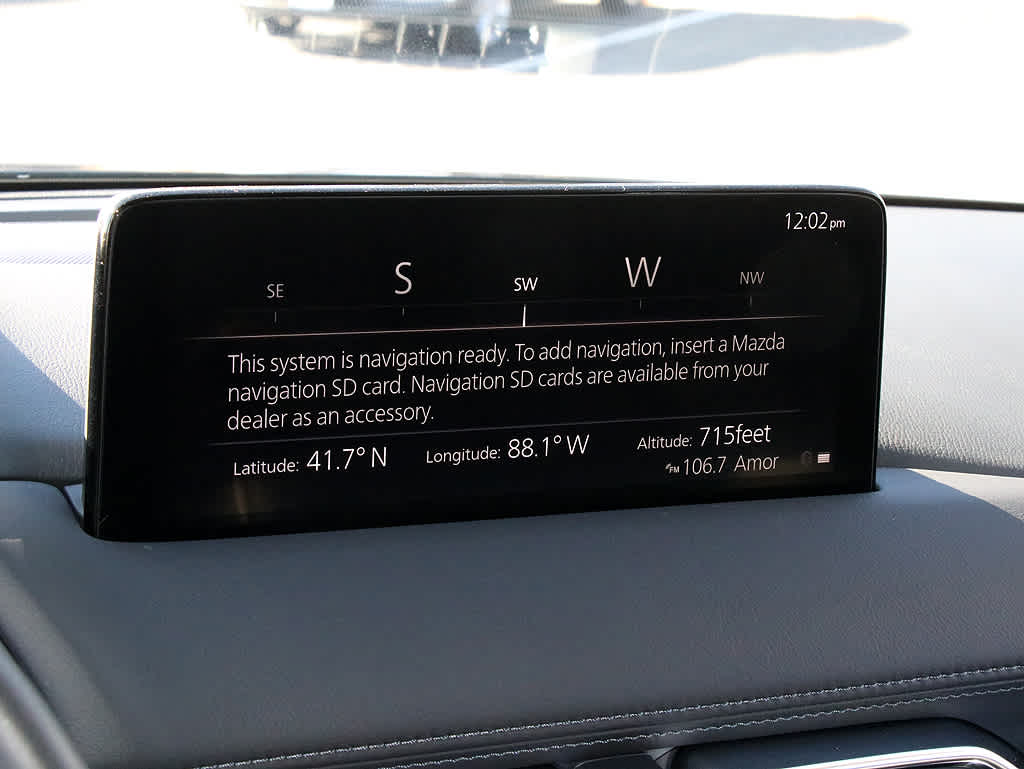 12:02pm
SE S SW W NW
This system is navigation ready. To add navigation, insert a Mazda
navigation SD card. Navigation SD cards are available from your
dealer as an accessory.
Latitude: 41.7° N Longitude: 88.1° W Altitude: 715feet
FM 106.7 Amor